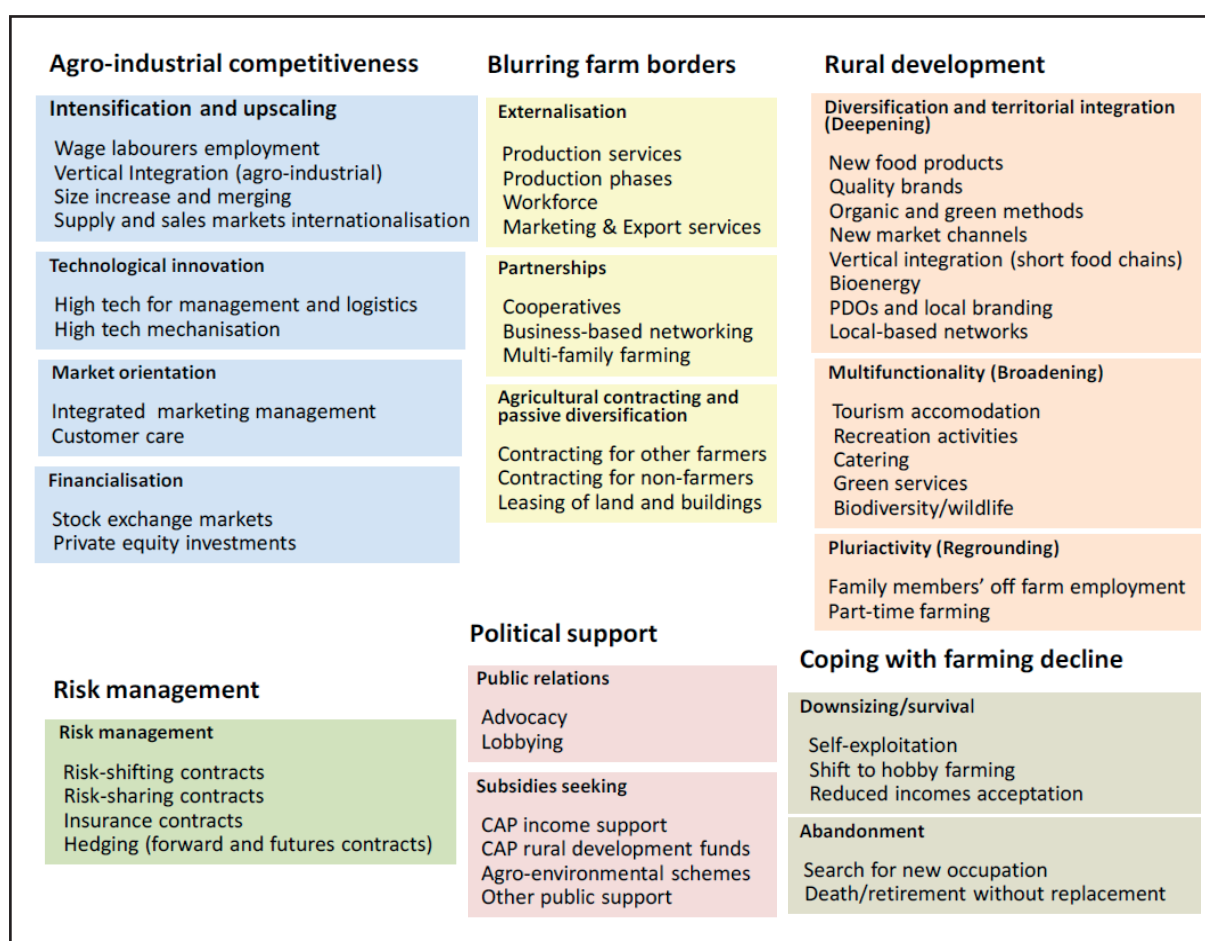 Agro-industrial competitiveness
Intensification and upscaling
Wage labourers employment
Vertical Integration (agro-industrial)
Size increase and merging
Supply and sales markets internationalisation
Technological innovation
High tech for management and logistics
High tech mechanisation
Market orientation
Integrated marketing management
Customer care
Financialisation
Stock exchange markets
Private equity investments
Blurring farm borders
Externalisation
Production services
Production phases
Workforce
Marketing & Export services
Partnerships
Cooperatives
Business-based networking
Multi-family farming
Agricultural contracting and
passive diversification
Contracting for other farmers
Contracting for non-farmers
Leasing of land and buildings
Rural development
Diversification and territorial integration
(Deepening)
New food products
Quality brands
Organic and green methods
New market channels
Vertical integration (short food chains)
Bioenergy
PDOs and local branding
Local-based networks
Multifunctionality (Broadening)
Tourism accomodation
Recreation activities
Catering
Green services
Biodiversity/wildlife
Pluriactivity (Regrounding)
Family members' off farm employment
Part-time farming
Risk management
Risk management
Risk-shifting contracts
Risk-sharing contracts
Insurance contracts
Hedging (forward and futures contracts)
Political support
Public relations
Advocacy
Lobbying
Subsidies seeking
CAP income support
CAP rural development funds
Agro-environmental schemes
Other public support
Coping with farming decline
Downsizing/survival
Self-exploitation
Shift to hobby farming
Reduced incomes acceptation
Abandonment
Search for new occupation
Death/retirement without replacement